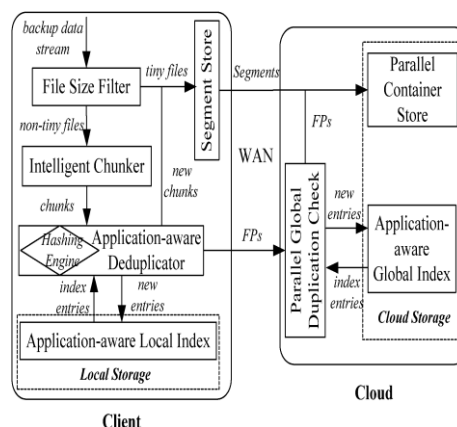 backup data
stream
File Size Filter
tiny files
Segment Store
Segments
Parallel
Container
Store
non-tiny files
WAN
FPs
Intelligent Chunker
new
chunks
chunks
Hashing
Engine
Application-aware
Deduplicator
FPs
Parallel Global
Duplication Check
new
entries
Application-
aware
Global Index
index
entries
index
entries
new
entries
Cloud Storage
Application-aware Local Index
Local Storage
Cloud
Client